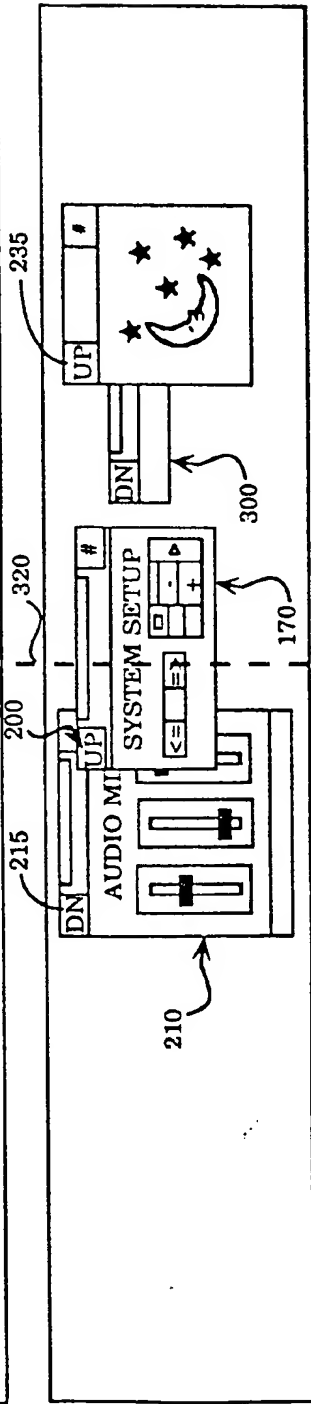 215 200 320 235
UP #
DN UP # DN
AUDIO MI SYSTEM SETUP
<= =>
- +
300
170
210